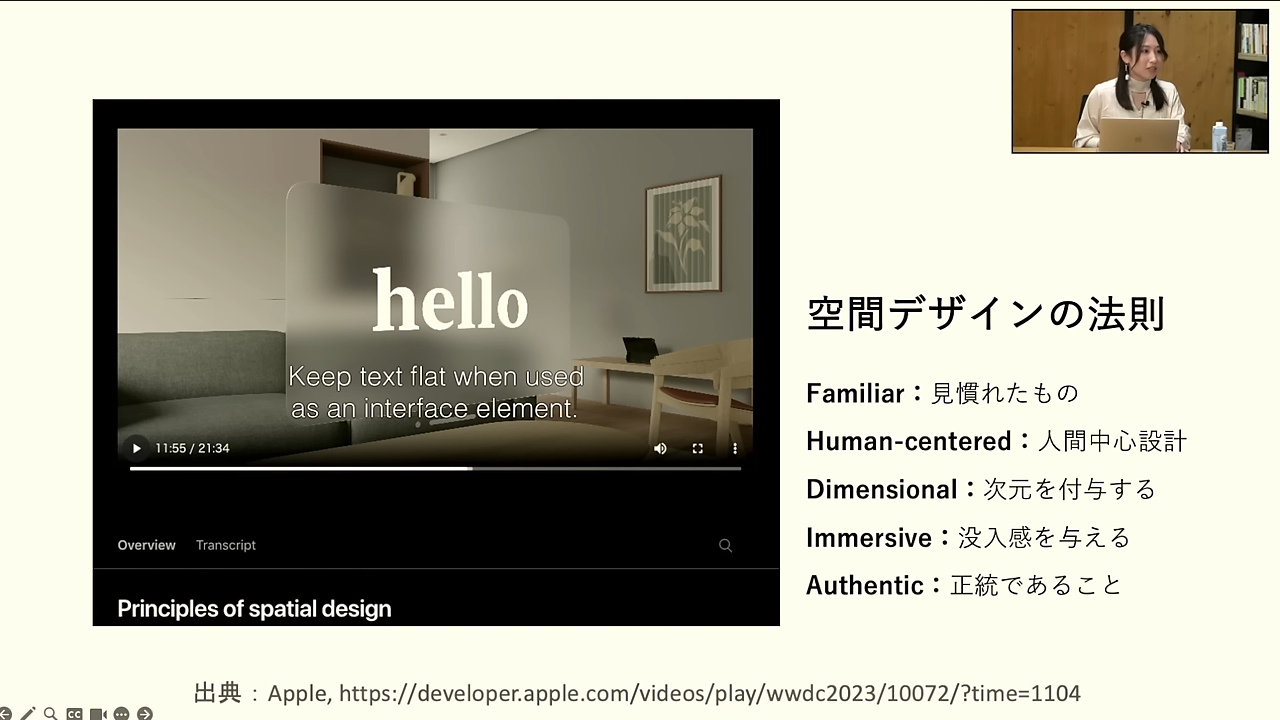 hello
Keep text flat when used
as an interface element.
11:55 / 21:34
Overview Transcript
Principles of spatial design
空間デザインの法則
Familiar：見慣れたもの
Human-centered：人間中心設計
Dimensional：次元を付与する
Immersive：没入感を与える
Authentic：正統であること
出典：Apple, https://developer.apple.com/videos/play/wwdc2023/10072/?time=1104
CC